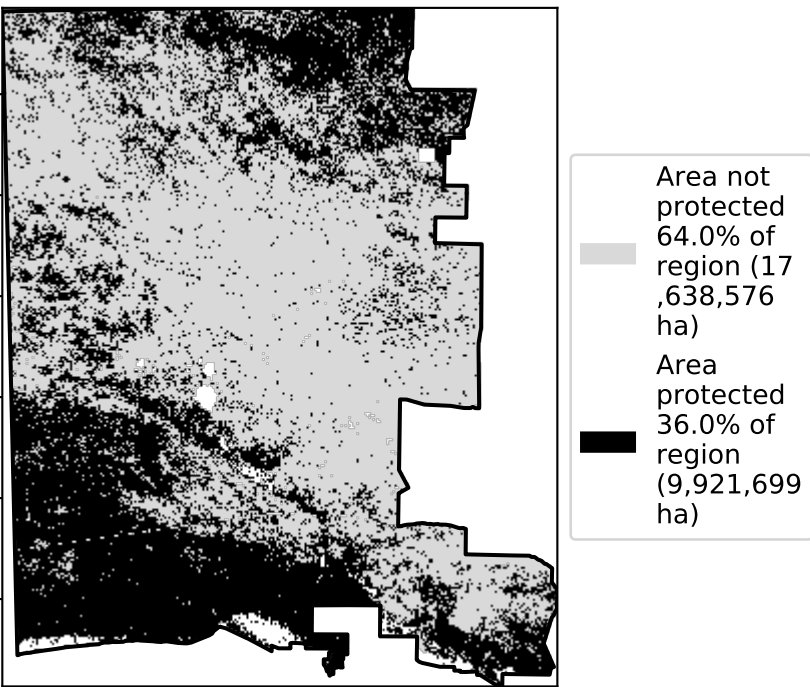 Area not
protected
64.0% of
region (17
,638,576
ha)
Area
protected
36.0% of
region
(9,921,699
ha)